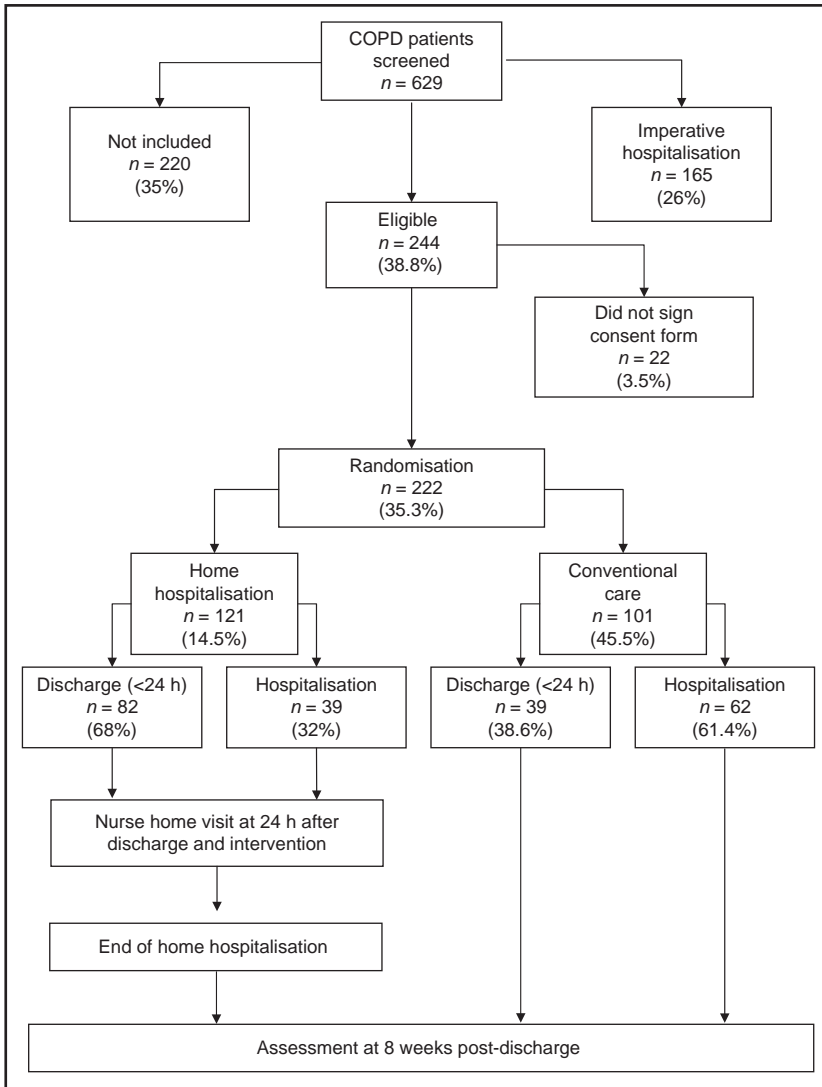 COPD patients
screened
n = 629
Not included
n = 220
(35%)
Imperative
hospitalisation
n = 165
(26%)
Eligible
n = 244
(38.8%)
Did not sign
consent form
n = 22
(3.5%)
Randomisation
n = 222
(35.3%)
Home
hospitalisation
n = 121
(14.5%)
Conventional
care
n = 101
(45.5%)
Discharge (<24 h)
n = 82
(68%)
Hospitalisation
n = 39
(32%)
Discharge (<24 h)
n = 39
(38.6%)
Hospitalisation
n = 62
(61.4%)
Nurse home visit at 24 h after
discharge and intervention
End of home hospitalisation
Assessment at 8 weeks post-discharge